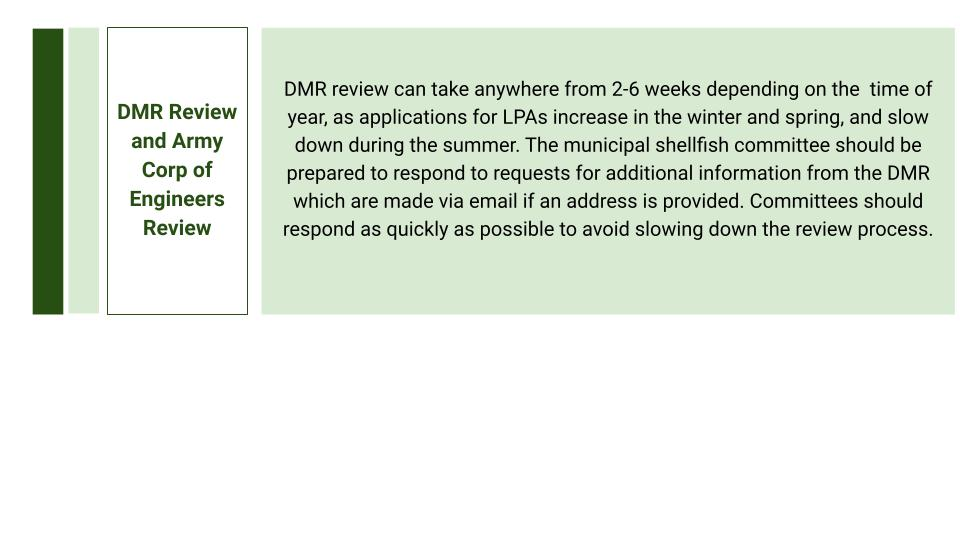 DMR Review
and Army
Corp of
Engineers
Review
DMR review can take anywhere from 2-6 weeks depending on the  time of
year, as applications for LPAs increase in the winter and spring, and slow
down during the summer. The municipal shellfish committee should be
prepared to respond to requests for additional information from the DMR
which are made via email if an address is provided. Committees should
respond as quickly as possible to avoid slowing down the review process.